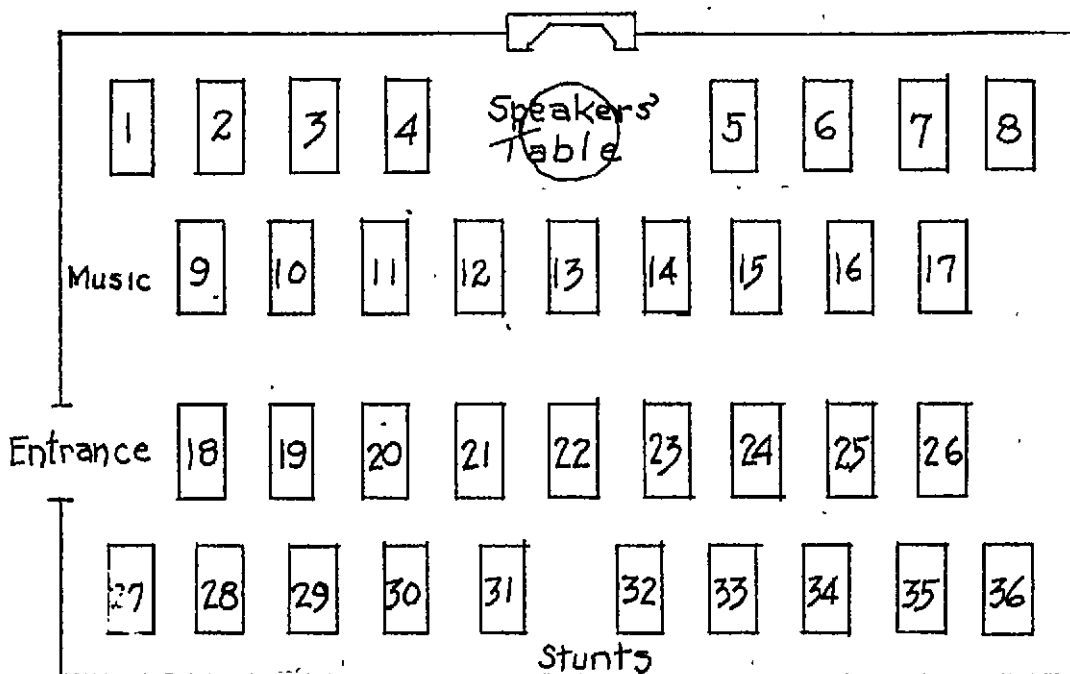 1 2 3 4 Speakers' Table 5 6 7 8
Music 9 10 11 12 13 14 15 16 17
Entrance 18 19 20 21 22 23 24 25 26
27 28 29 30 31 32 33 34 35 36
Stunts